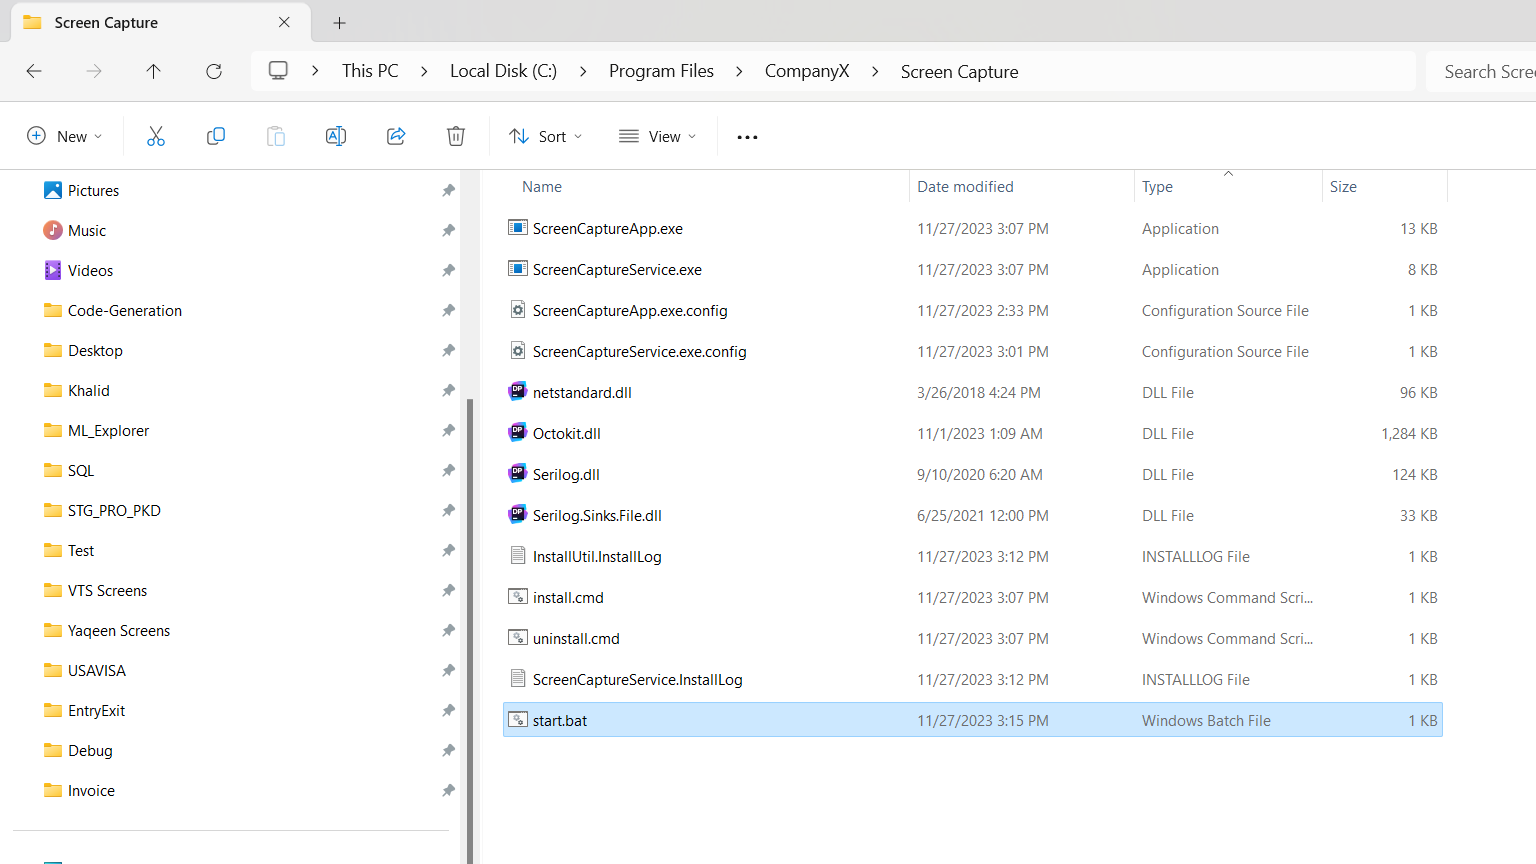 Screen Capture
This PC > Local Disk (C:) > Program Files > CompanyX > Screen Capture
Search Scree
New
Sort
View
Pictures
Music
Videos
Code-Generation
Desktop
Khalid
ML_Explorer
SQL
STG_PRO_PKD
Test
VTS Screens
Yaqeen Screens
USAVISA
EntryExit
Debug
Invoice
Name Date modified Type Size
ScreenCaptureApp.exe 11/27/2023 3:07 PM Application 13 KB
ScreenCaptureService.exe 11/27/2023 3:07 PM Application 8 KB
ScreenCaptureApp.exe.config 11/27/2023 2:33 PM Configuration Source File 1 KB
ScreenCaptureService.exe.config 11/27/2023 3:01 PM Configuration Source File 1 KB
netstandard.dll 3/26/2018 4:24 PM DLL File 96 KB
Octokit.dll 11/1/2023 1:09 AM DLL File 1,284 KB
Serilog.dll 9/10/2020 6:20 AM DLL File 124 KB
Serilog.Sinks.File.dll 6/25/2021 12:00 PM DLL File 33 KB
InstallUtil.InstallLog 11/27/2023 3:12 PM INSTALLLOG File 1 KB
install.cmd 11/27/2023 3:07 PM Windows Command Scri... 1 KB
uninstall.cmd 11/27/2023 3:07 PM Windows Command Scri... 1 KB
ScreenCaptureService.InstallLog 11/27/2023 3:12 PM INSTALLLOG File 1 KB
start.bat 11/27/2023 3:15 PM Windows Batch File 1 KB